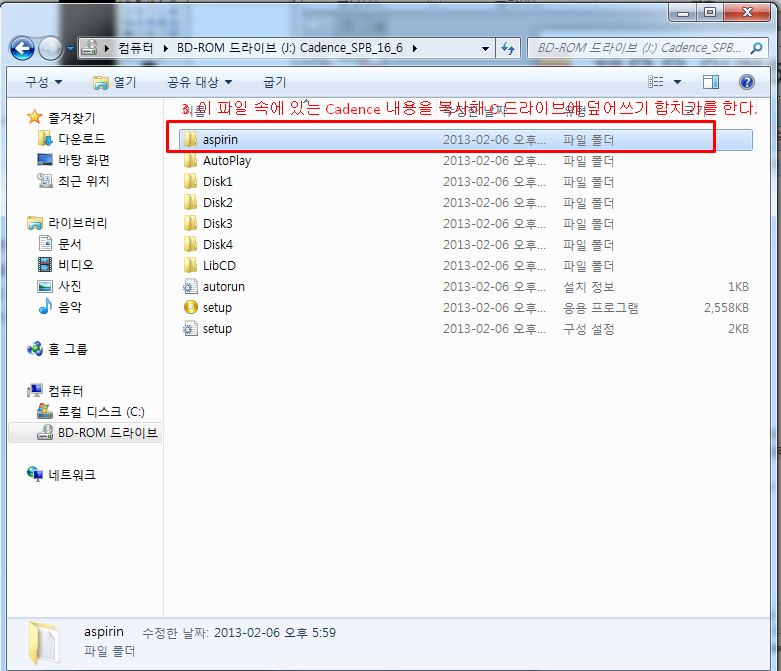 컴퓨터 ▸ BD-ROM 드라이브 (J:) Cadence_SPB_16_6 ▸
BD-ROM 드라이브 (J:) Cadence_SPB...
구성 열기 공유 대상 굽기
3. 이 파일 속에 있는 Cadence 내용을 복사해 C 드라이브에 덮어쓰기 합치기를 한다.
이름 수정한 날짜 유형 크기
즐겨찾기
다운로드
바탕 화면
최근 위치
라이브러리
문서
비디오
사진
음악
홈 그룹
컴퓨터
로컬 디스크 (C:)
BD-ROM 드라이브
네트워크
aspirin 2013-02-06 오후... 파일 폴더
AutoPlay 2013-02-06 오후... 파일 폴더
Disk1 2013-02-06 오후... 파일 폴더
Disk2 2013-02-06 오후... 파일 폴더
Disk3 2013-02-06 오후... 파일 폴더
Disk4 2013-02-06 오후... 파일 폴더
LibCD 2013-02-06 오후... 파일 폴더
autorun 2013-02-06 오후... 설치 정보 1KB
setup 2013-02-06 오후... 응용 프로그램 2,558KB
setup 2013-02-06 오후... 구성 설정 2KB
aspirin 수정한 날짜: 2013-02-06 오후 5:59
파일 폴더